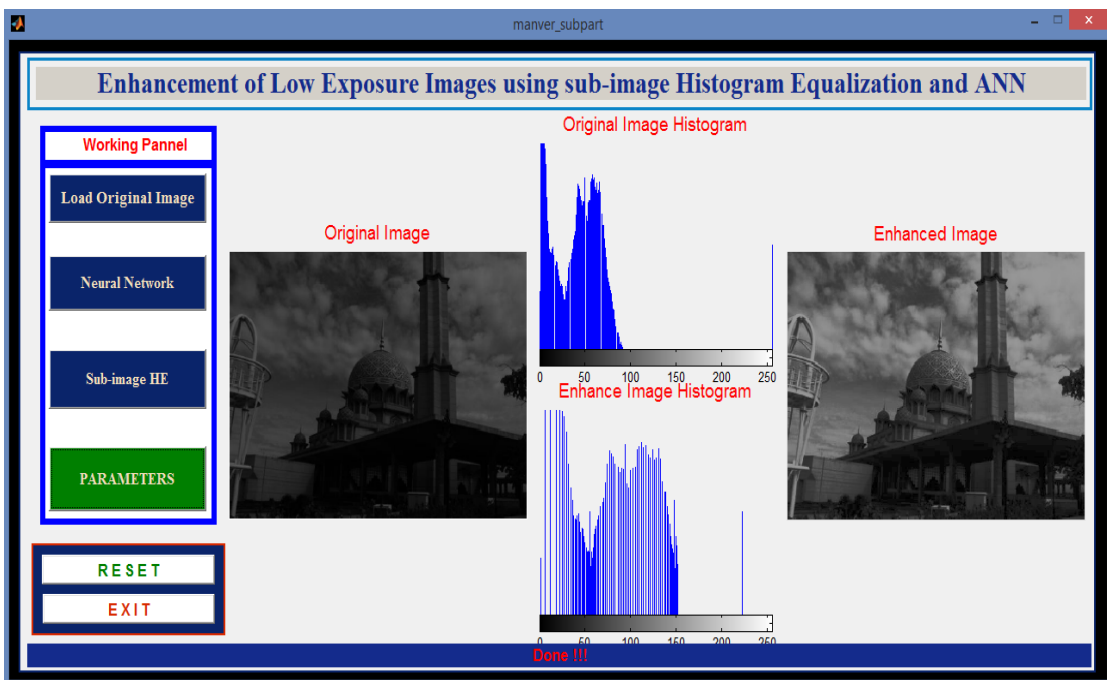 manver_subpart
Enhancement of Low Exposure Images using sub-image Histogram Equalization and ANN
Working Pannel
Load Original Image
Neural Network
Sub-image HE
PARAMETERS
RESET
EXIT
Original Image
Original Image Histogram
0 50 100 150 200 250
Enhance Image Histogram
0 50 100 150 200 250
Enhanced Image
Done !!!